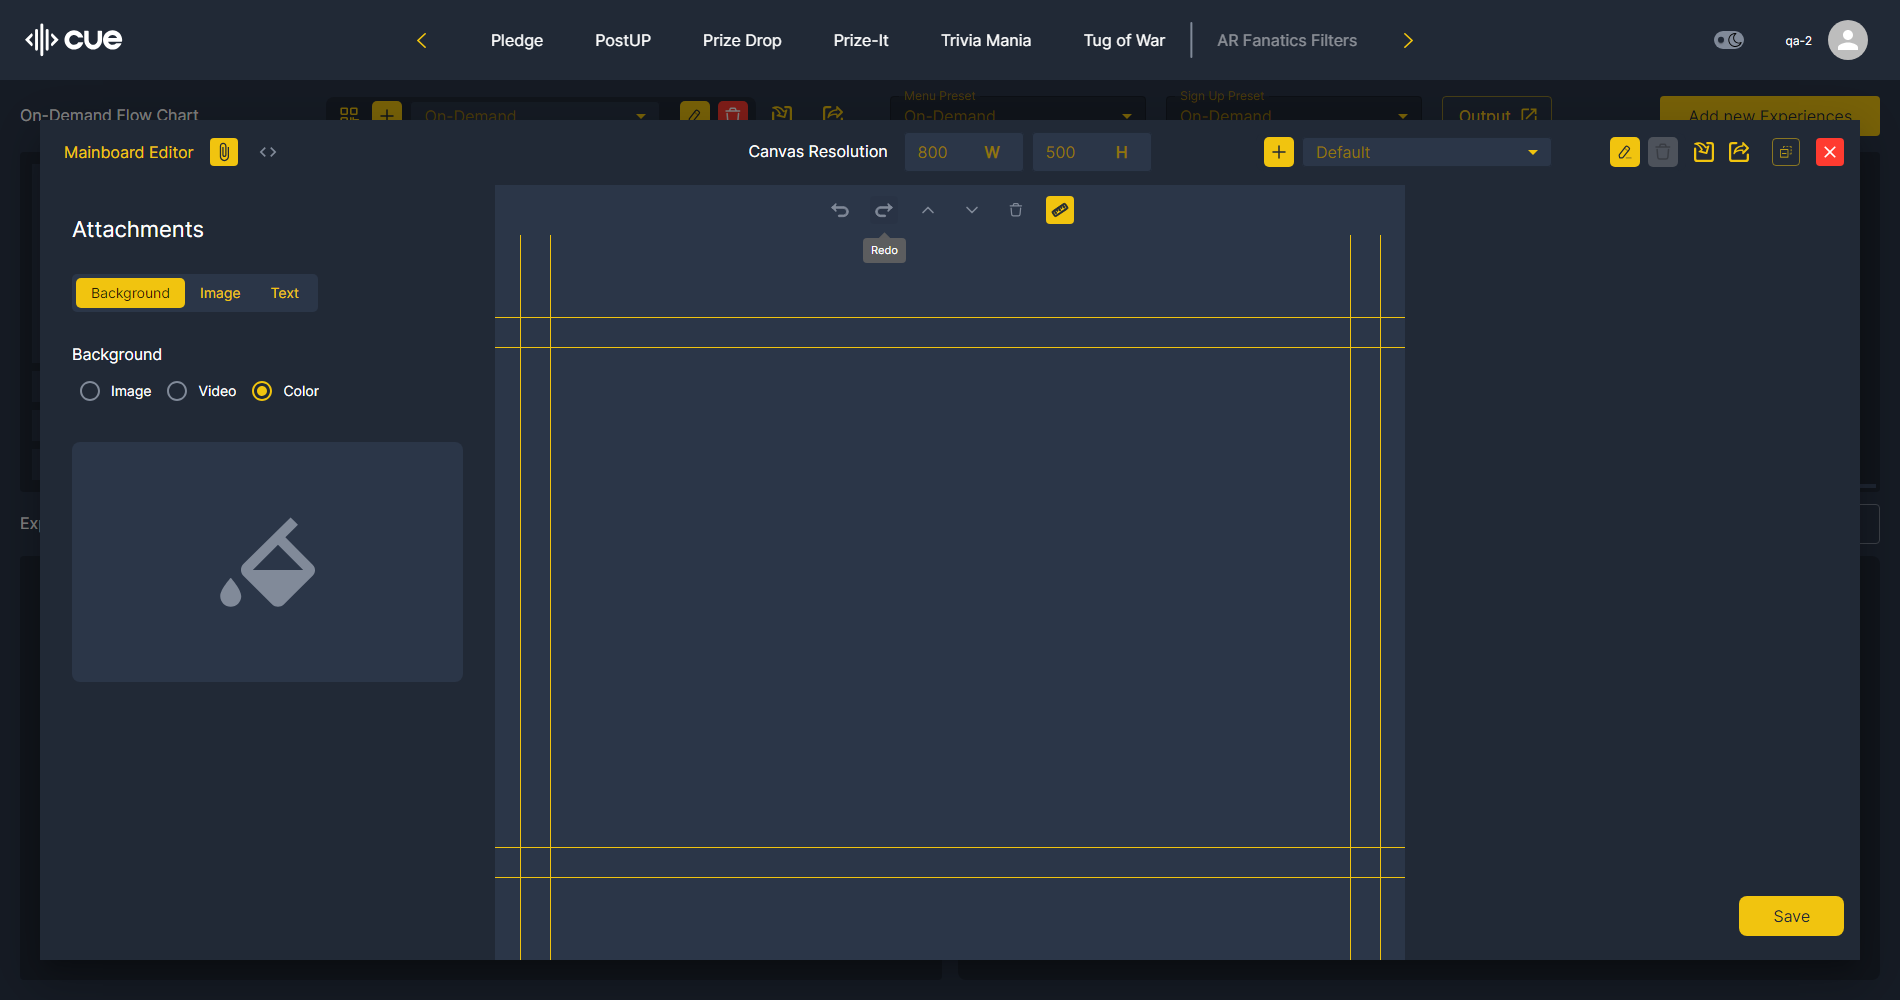 cue
Pledge
PostUP
Prize Drop
Prize-It
Trivia Mania
Tug of War
AR Fanatics Filters
qa-2
On-Demand Flow Chart
On-Demand
Menu Preset
On-Demand
Sign Up Preset
On-Demand
Output
Add new Experiences
Mainboard Editor
Canvas Resolution
800 W
500 H
Default
Attachments
Redo
Background
Image
Text
Background
Image
Video
Color
Exp
Save